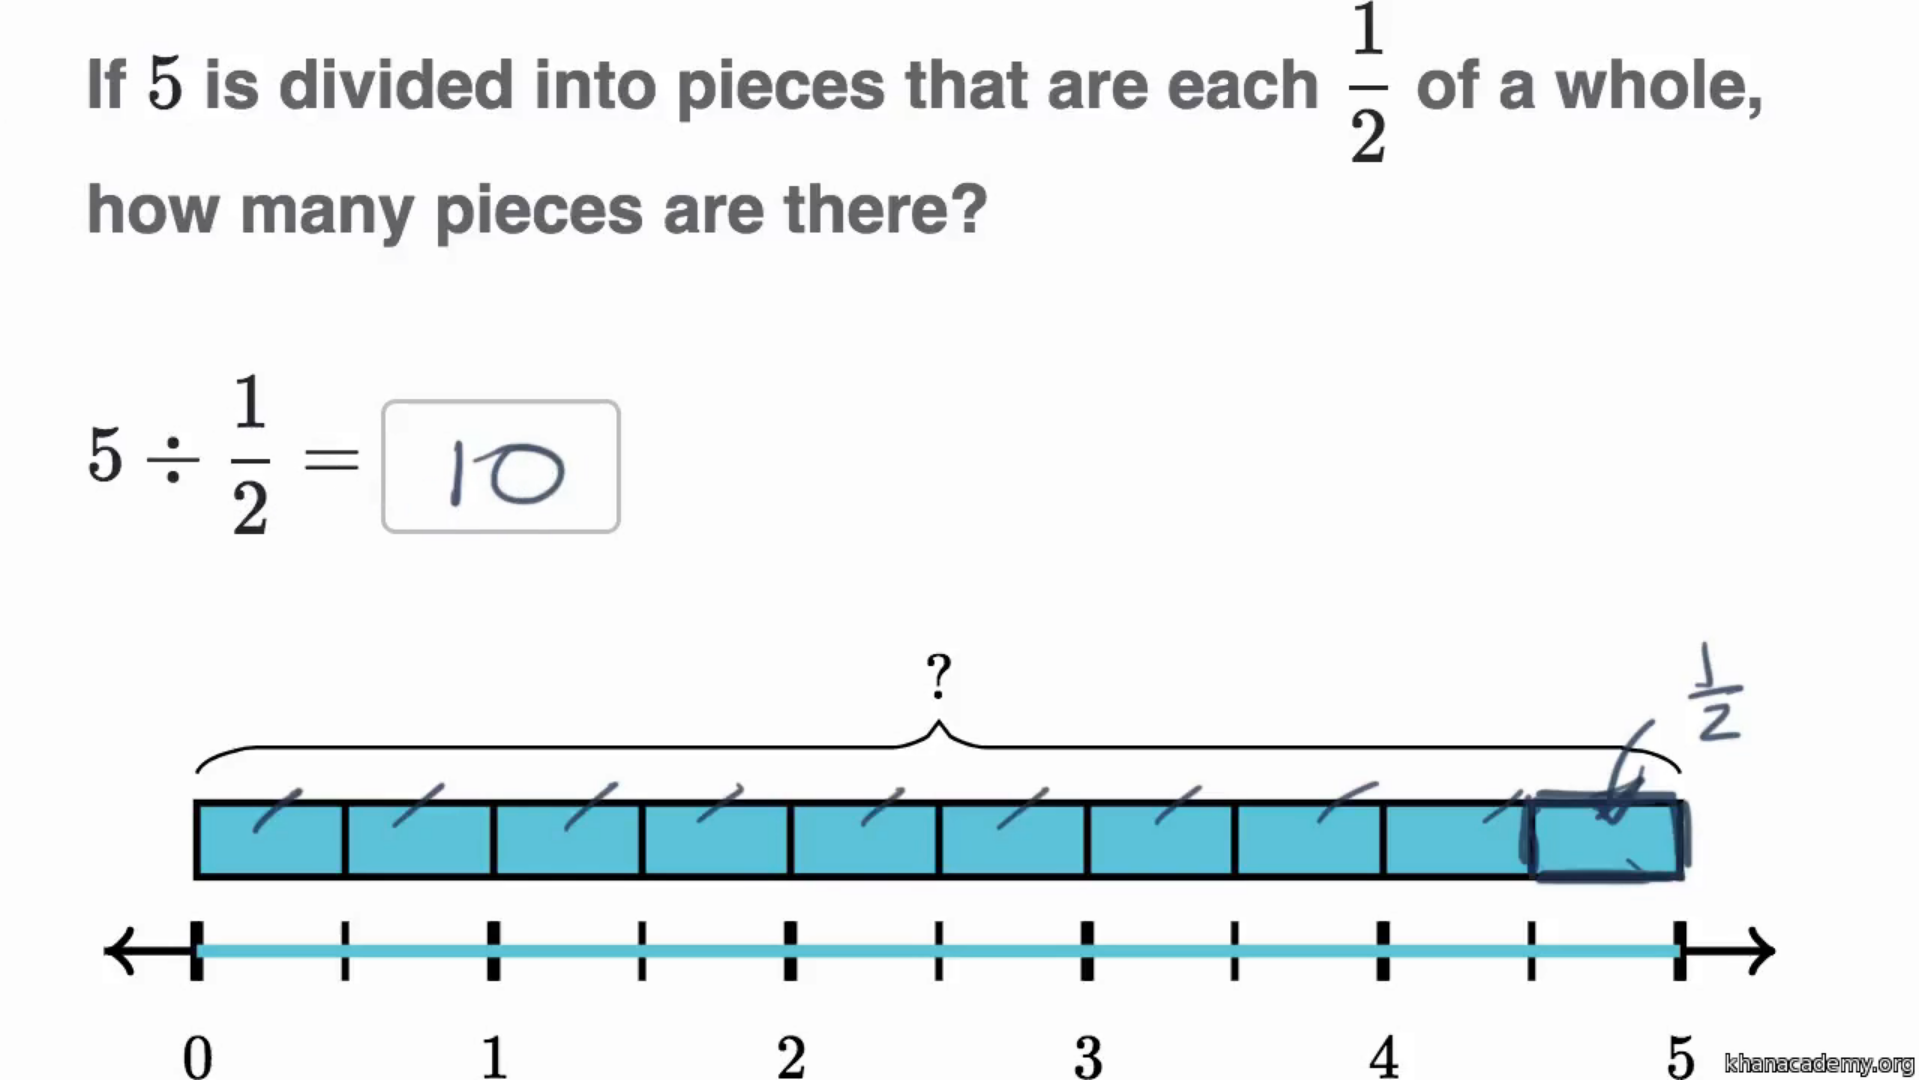 If 5 is divided into pieces that are each 1/2 of a whole,
how many pieces are there?
5 ÷ 1/2 = 10
?
1/2
0 1 2 3 4 5
khanacademy.org